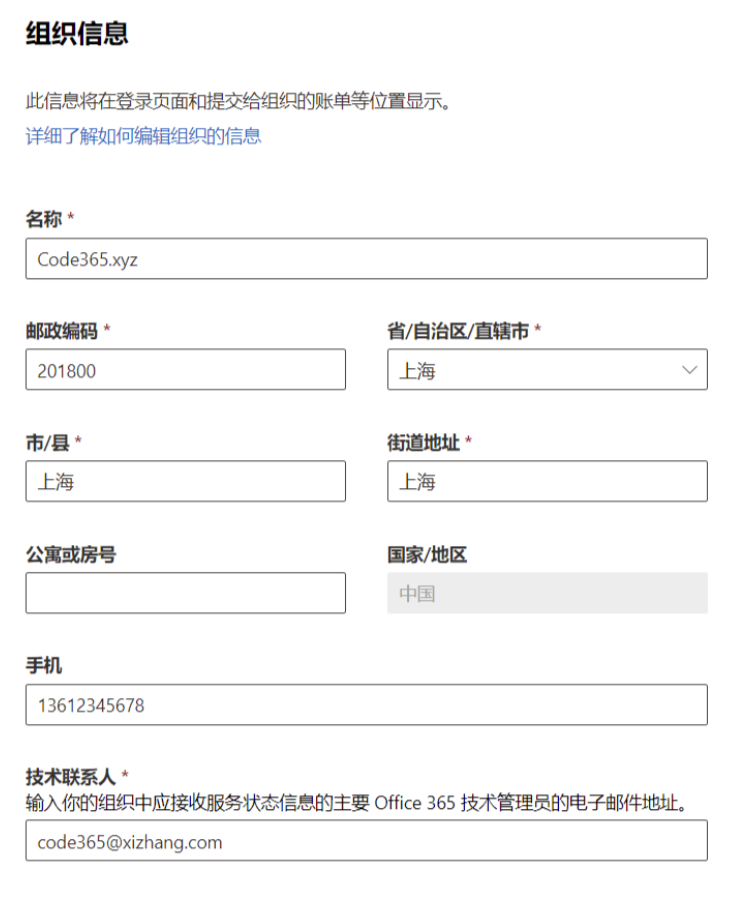 组织信息
此信息将在登录页面和提交给组织的账单等位置显示。
详细了解如何编辑组织的信息
名称 *
Code365.xyz
邮政编码 *
省/自治区/直辖市 *
201800
上海
市/县 *
街道地址 *
上海
上海
公寓或房号
国家/地区
中国
手机
13612345678
技术联系人 *
输入你的组织中应接收服务状态信息的主要 Office 365 技术管理员的电子邮件地址。
code365@xizhang.com